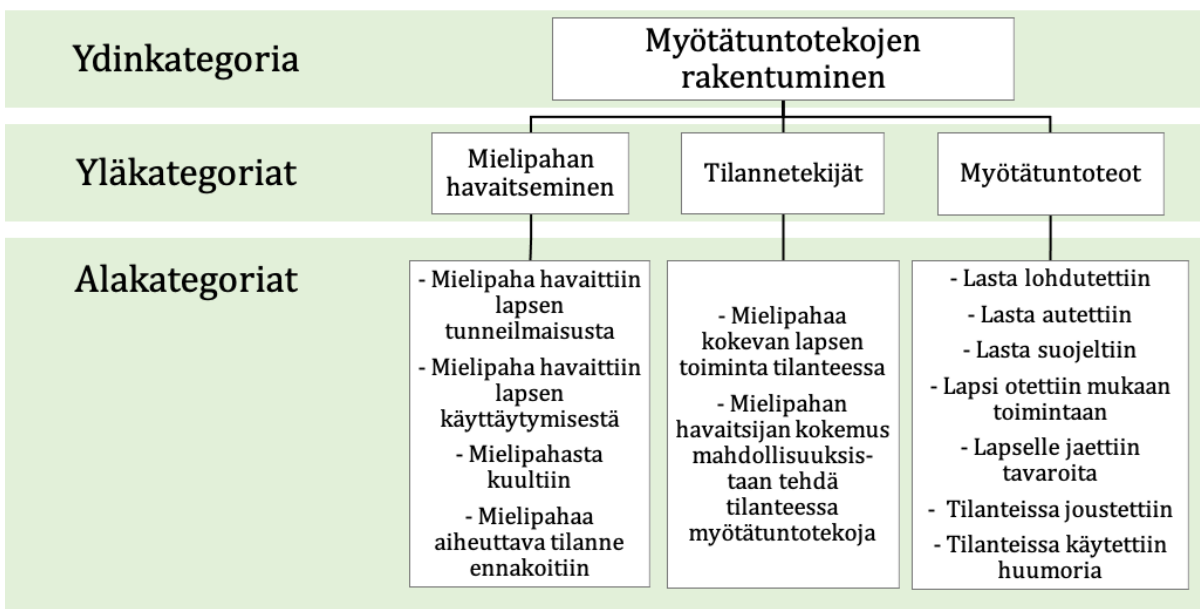 Ydinkategoria
Myötätuntotekojen
rakentuminen
Yläkategoriat
Mielipahan
havaitseminen
Tilannetekijät
Myötätuntoteot
Alakategoriat
- Mielipaha havaittiin
lapsen
tunneilmaisusta
- Mielipaha havaittiin
lapsen
käyttäytymisestä
- Mielipahasta
kuultiin
- Mielipahaa
aiheuttava tilanne
ennakoitiin
- Mielipahaa
kokevan lapsen
toiminta tilanteessa
- Mielipahan
havaitsijan kokemus
mahdollisuuksis-
taan tehdä
tilanteessa
myötätuntotekoja
- Lasta lohdutettiin
- Lasta autettiin
- Lasta suojeltiin
- Lapsi otettiin mukaan
toimintaan
- Lapselle jaettiin
tavaroita
- Tilanteissa joustettiin
- Tilanteissa käytettiin
huumoria